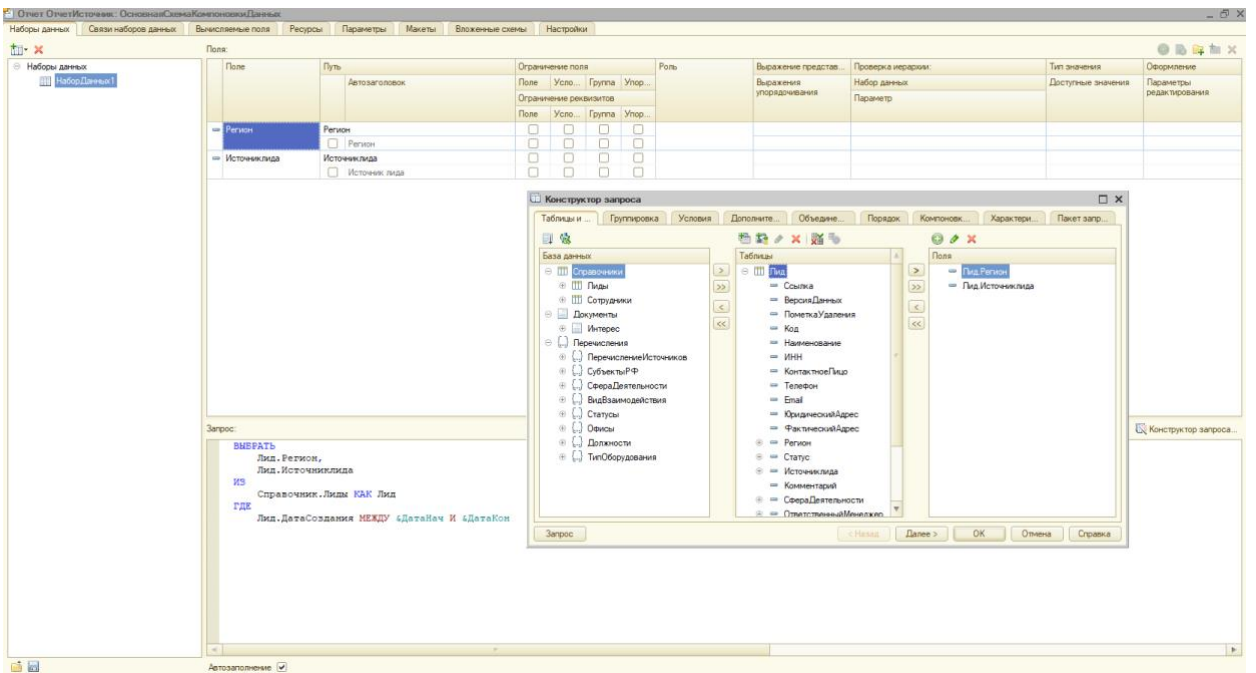 Отчет ОтчетИсточник: ОсновнаяСхемаКомпоновкиДанных
Наборы данных Связи наборов данных Вычисляемые поля Ресурсы Параметры Макеты Вложенные схемы Настройки
Наборы данных
НаборДанных1
Поля:
Поле Путь Ограничение поля Роль Выражение представ... Проверка иерархии: Тип значения Оформление
Автозаголовок Поле Усло... Группа Упор... Выражения упорядочивания Набор данных Доступные значения Параметры редактирования
Ограничение реквизитов Параметр
Поле Усло... Группа Упор...
Регион Регион
Регион
Источниклида Источниклида
Источник лида
Конструктор запроса
Таблицы и ... Группировка Условия Дополните... Объедине... Порядок Компоновк... Характери... Пакет запр...
База данных
Справочники
Лиды
Сотрудники
Документы
Интерес
Перечисления
ПеречислениеИсточников
СубъектыРФ
СфераДеятельности
ВидВзаимодействия
Статусы
Офисы
Должности
ТипОборудования
Таблицы
Лид
Ссылка
ВерсияДанных
ПометкаУдаления
Код
Наименование
ИНН
КонтактноеЛицо
Телефон
Email
ЮридическийАдрес
ФактическийАдрес
Регион
Статус
Источниклида
Комментарий
СфераДеятельности
ОтветственныйМенеджер
Поля
Лид.Регион
Лид.Источниклида
> >> < <<
> >> < <<
Запрос < Назад Далее > OK Отмена Справка
Запрос:
Конструктор запроса...
ВЫБРАТЬ
Лид.Регион,
Лид.Источниклида
ИЗ
Справочник.Лиды КАК Лид
ГДЕ
Лид.ДатаСоздания МЕЖДУ &ДатаНач И &ДатаКон
Автозаполнение